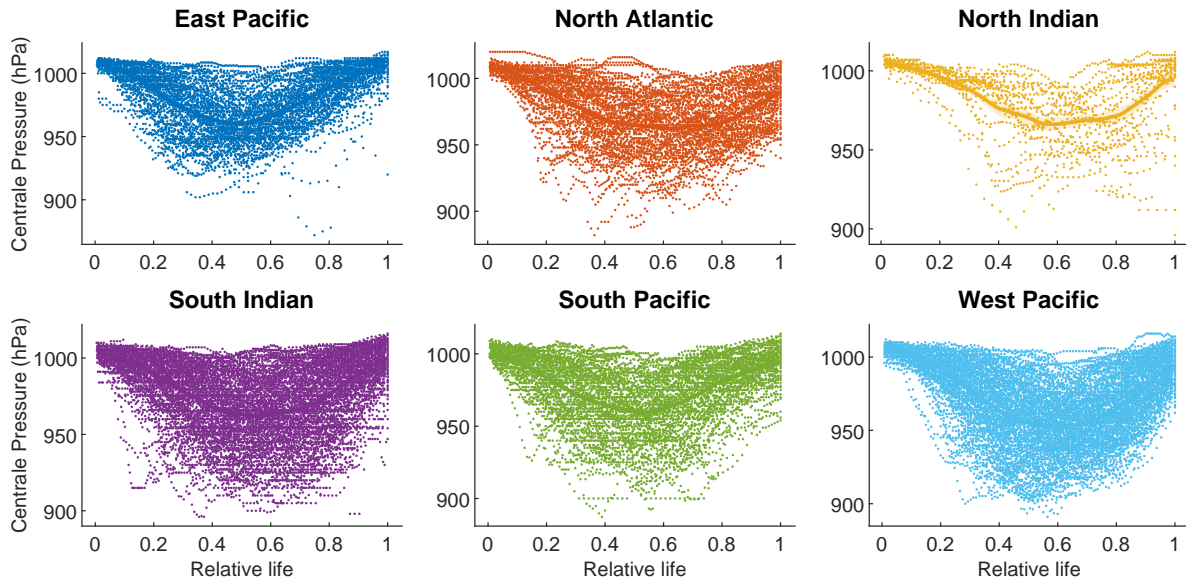 East Pacific
North Atlantic
North Indian
Centrale Pressure (hPa)
1000
950
900
0 0.2 0.4 0.6 0.8 1
1000
950
900
0 0.2 0.4 0.6 0.8 1
1000
950
900
0 0.2 0.4 0.6 0.8 1
South Indian
South Pacific
West Pacific
Centrale Pressure (hPa)
1000
950
900
0 0.2 0.4 0.6 0.8 1
Relative life
1000
950
900
0 0.2 0.4 0.6 0.8 1
Relative life
1000
950
900
0 0.2 0.4 0.6 0.8 1
Relative life